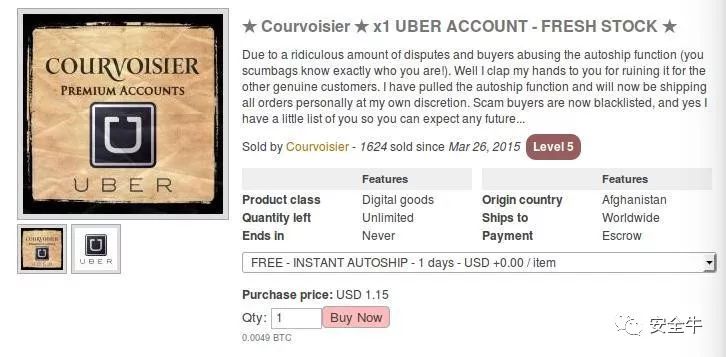 COURVOISIER
PREMIUM ACCOUNTS
U B E R
★ Courvoisier ★ x1 UBER ACCOUNT - FRESH STOCK ★
Due to a ridiculous amount of disputes and buyers abusing the autoship function (you
scumbags know exactly who you are!). Well I clap my hands to you for ruining it for the
other genuine customers. I have pulled the autoship function and will now be shipping
all orders personally at my own discretion. Scam buyers are now blacklisted, and yes I
have a little list of you so you can expect any future...
Sold by Courvoisier - 1624 sold since Mar 26, 2015 Level 5
Features Features
Product class Digital goods Origin country Afghanistan
Quantity left Unlimited Ships to Worldwide
Ends in Never Payment Escrow
FREE - INSTANT AUTOSHIP - 1 days - USD +0.00 / item
Purchase price: USD 1.15
Qty: 1 Buy Now
0.0049 BTC
UBER
安全牛